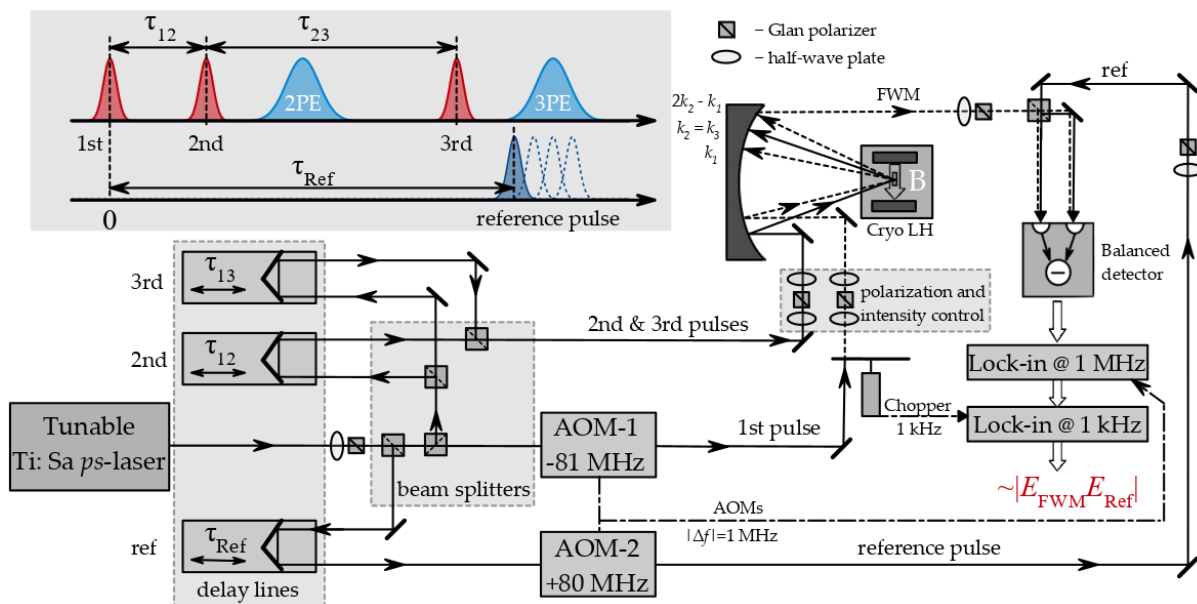 τ12
τ23
2PE
3PE
1st
2nd
3rd
τRef
0
reference pulse
– Glan polarizer
– half-wave plate
ref
FWM
2k2 - k1
k2 = k3
k1
B
Cryo LH
Balanced
detector
polarization and
intensity control
3rd
τ13
2nd
τ12
2nd & 3rd pulses
Lock-in @ 1 MHz
Chopper
1 kHz
Lock-in @ 1 kHz
Tunable
Ti: Sa ps-laser
AOM-1
-81 MHz
1st pulse
beam splitters
~|EFWMERef|
AOMs
|Δf|=1 MHz
ref
τRef
AOM-2
+80 MHz
reference pulse
delay lines